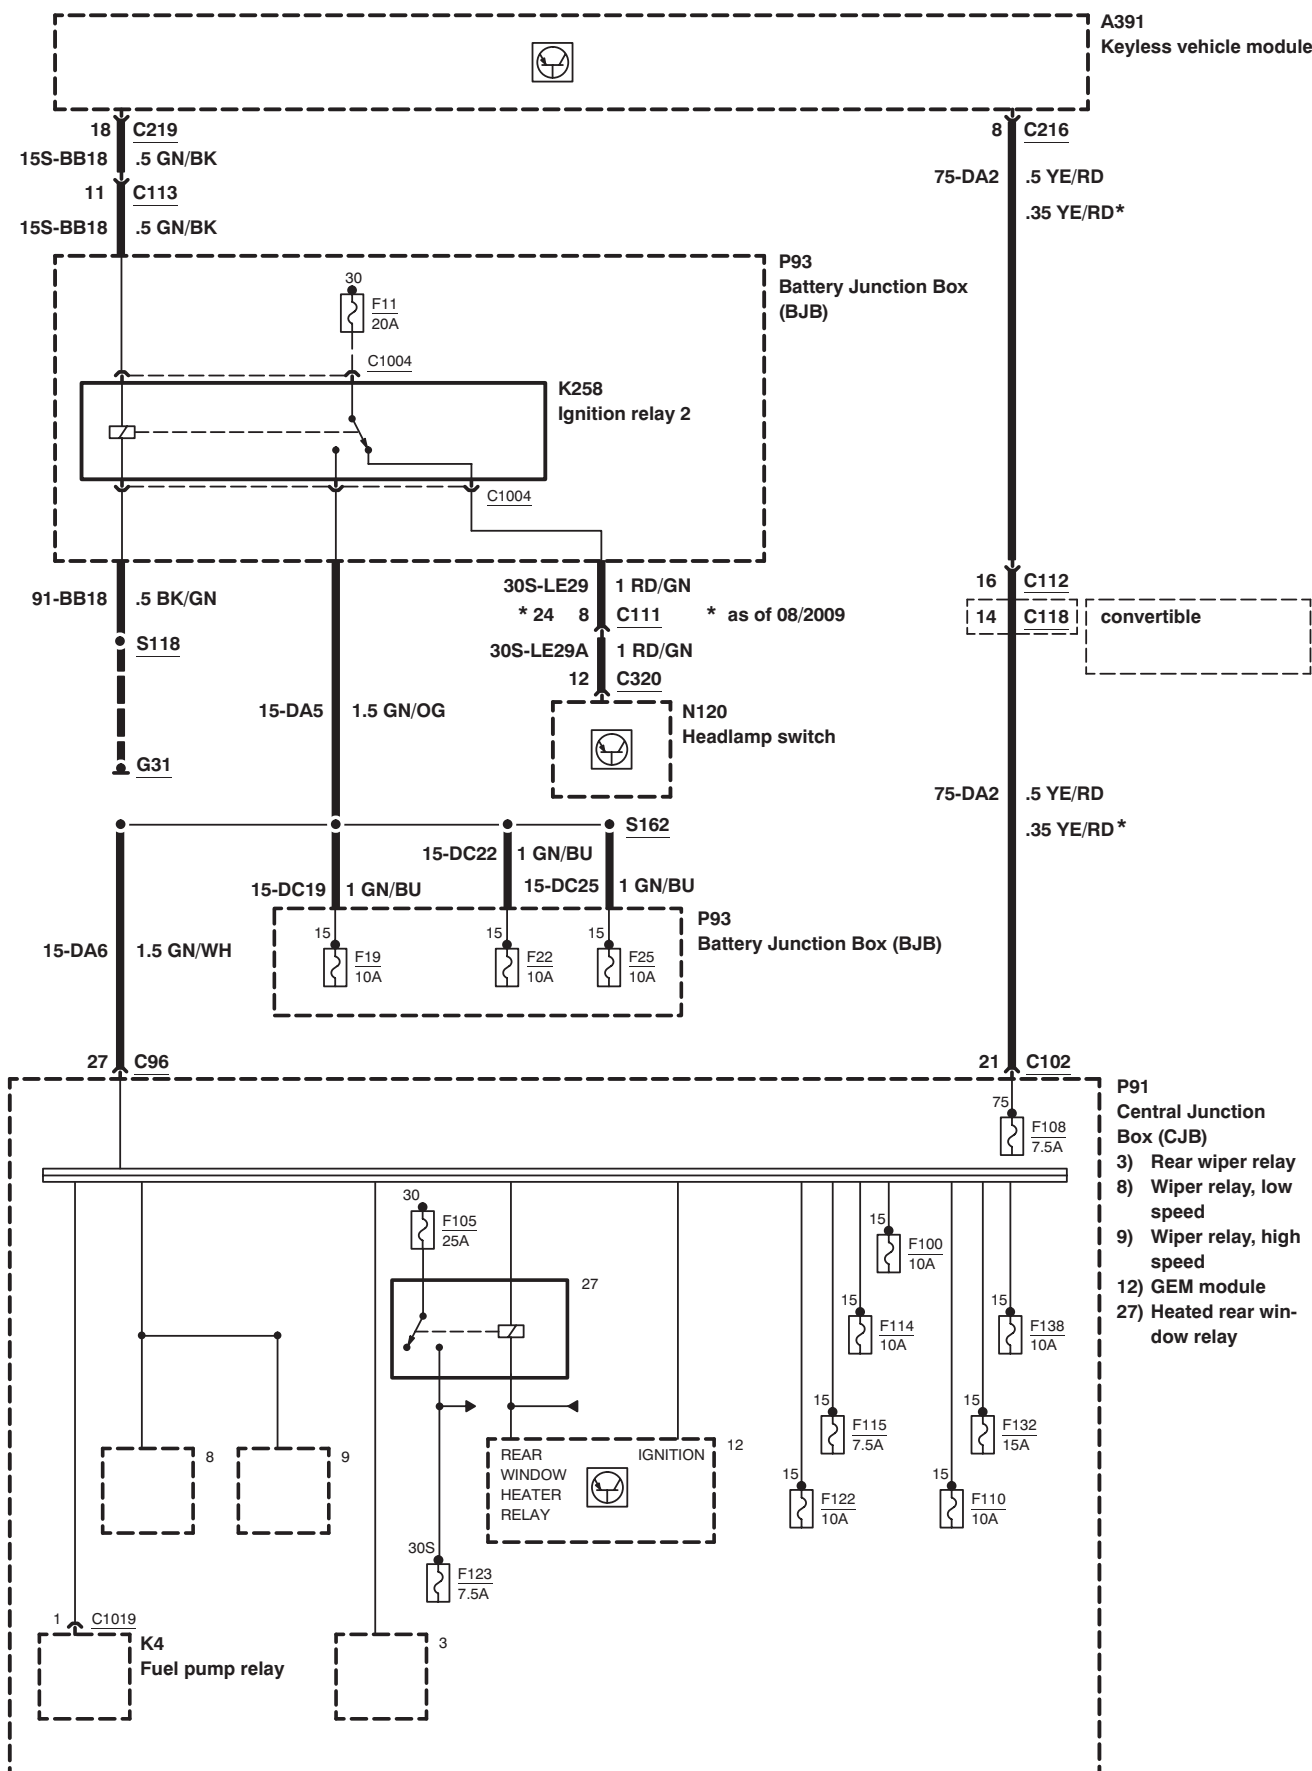 A391
Keyless vehicle module
18 C219
8 C216
15S-BB18 .5 GN/BK
75-DA2 .5 YE/RD
11 C113
.35 YE/RD*
15S-BB18 .5 GN/BK
P93
Battery Junction Box
(BJB)
30
F11
20A
C1004
K258
Ignition relay 2
C1004
91-BB18 .5 BK/GN
30S-LE29 1 RD/GN
* 24 8 C111 * as of 08/2009
16 C112
14 C118 convertible
S118
30S-LE29A 1 RD/GN
12 C320
15-DA5 1.5 GN/OG
N120
Headlamp switch
G31
75-DA2 .5 YE/RD
.35 YE/RD*
S162
15-DC22 1 GN/BU
15-DC19 1 GN/BU
15-DC25 1 GN/BU
P93
Battery Junction Box (BJB)
15-DA6 1.5 GN/WH
15
F19
10A
15
F22
10A
15
F25
10A
27 C96
21 C102
P91
Central Junction
Box (CJB)
3) Rear wiper relay
8) Wiper relay, low
speed
9) Wiper relay, high
speed
12) GEM module
27) Heated rear win-
dow relay
75
F108
7.5A
30
F105
25A
27
15
F100
10A
15
F114
10A
15
F138
10A
15
F115
7.5A
15
F132
15A
15
F122
10A
15
F110
10A
8
9
REAR
WINDOW
HEATER
RELAY
IGNITION
12
30S
F123
7.5A
1 C1019
K4
Fuel pump relay
3